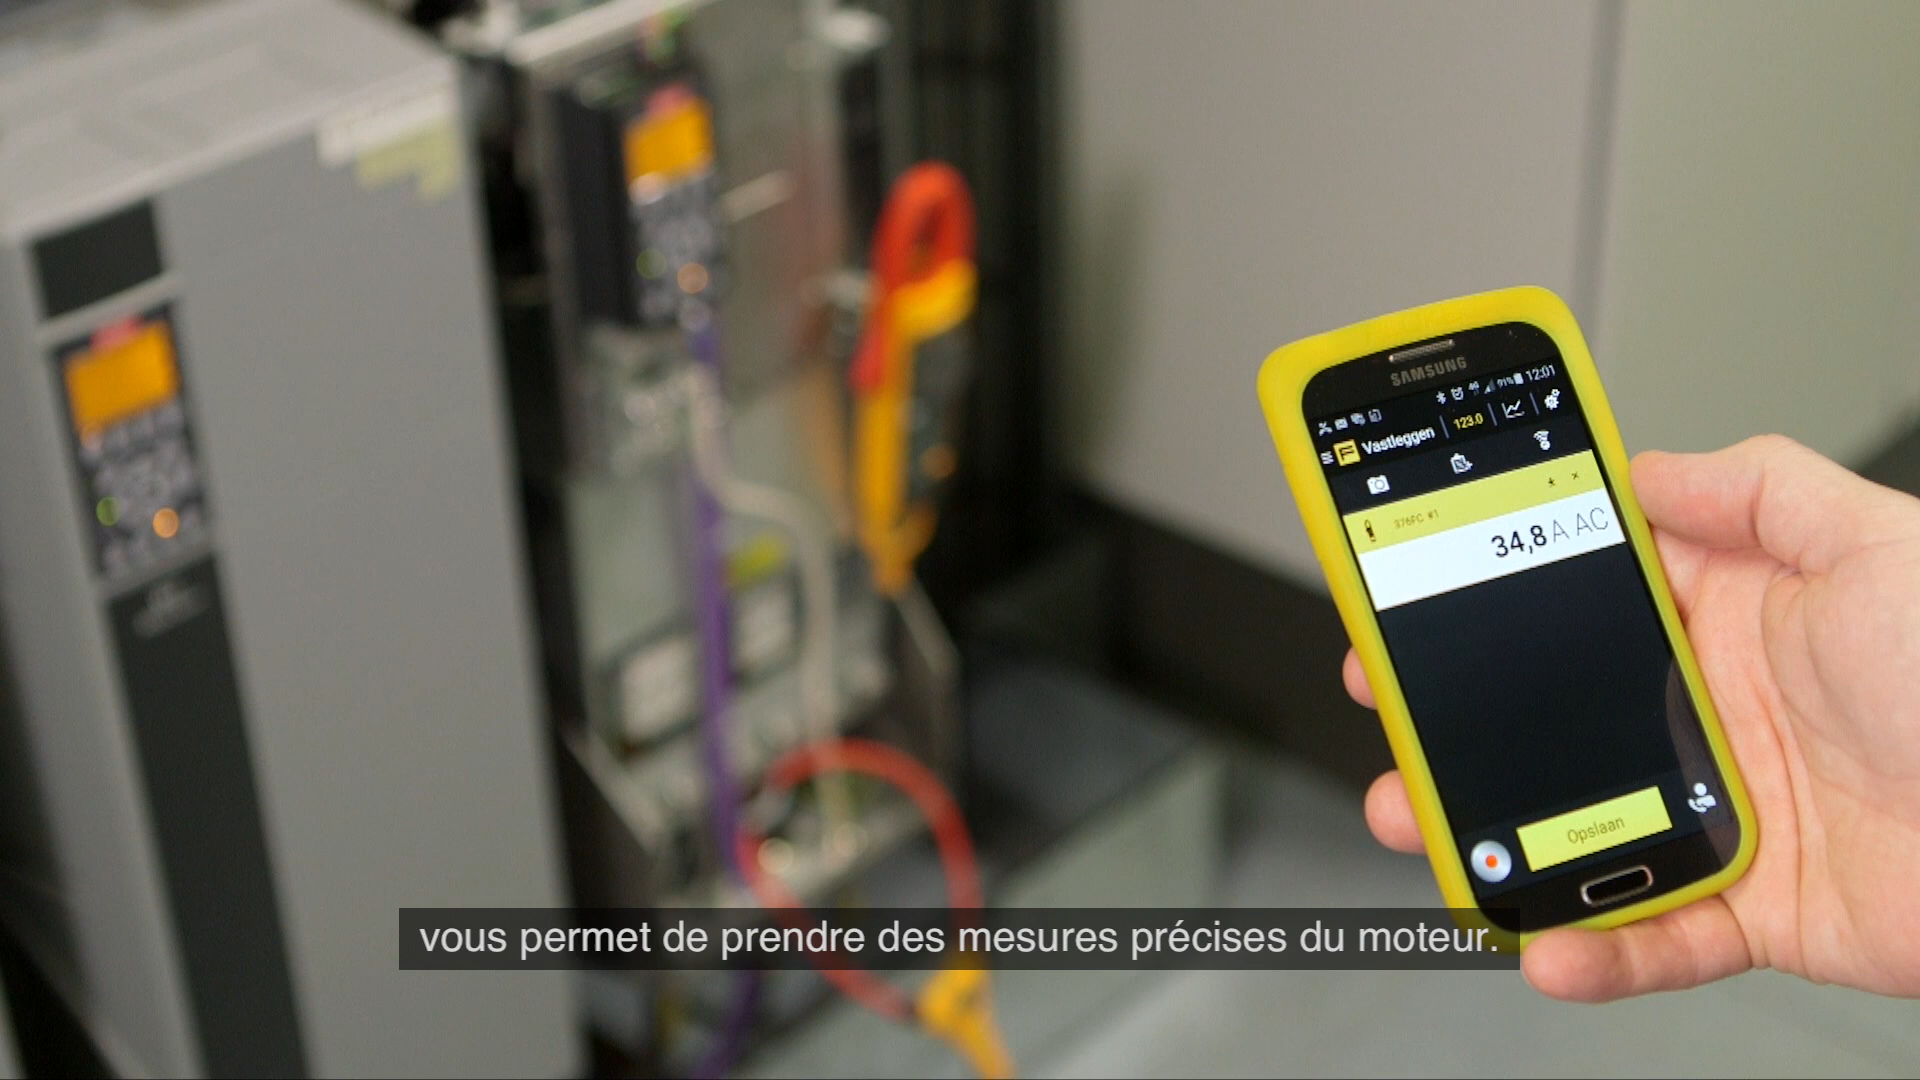 SAMSUNG
91% 12:01
Vastleggen
123.0
376FC #1
34,8 A AC
Opslaan
vous permet de prendre des mesures précises du moteur.